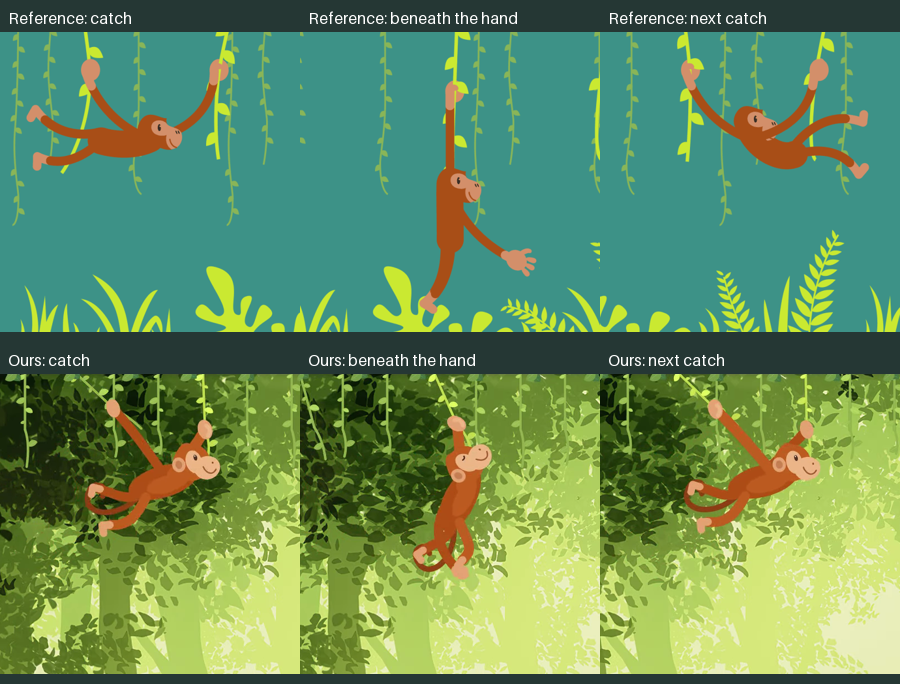 Reference: catch
Reference: beneath the hand
Reference: next catch
Ours: catch
Ours: beneath the hand
Ours: next catch